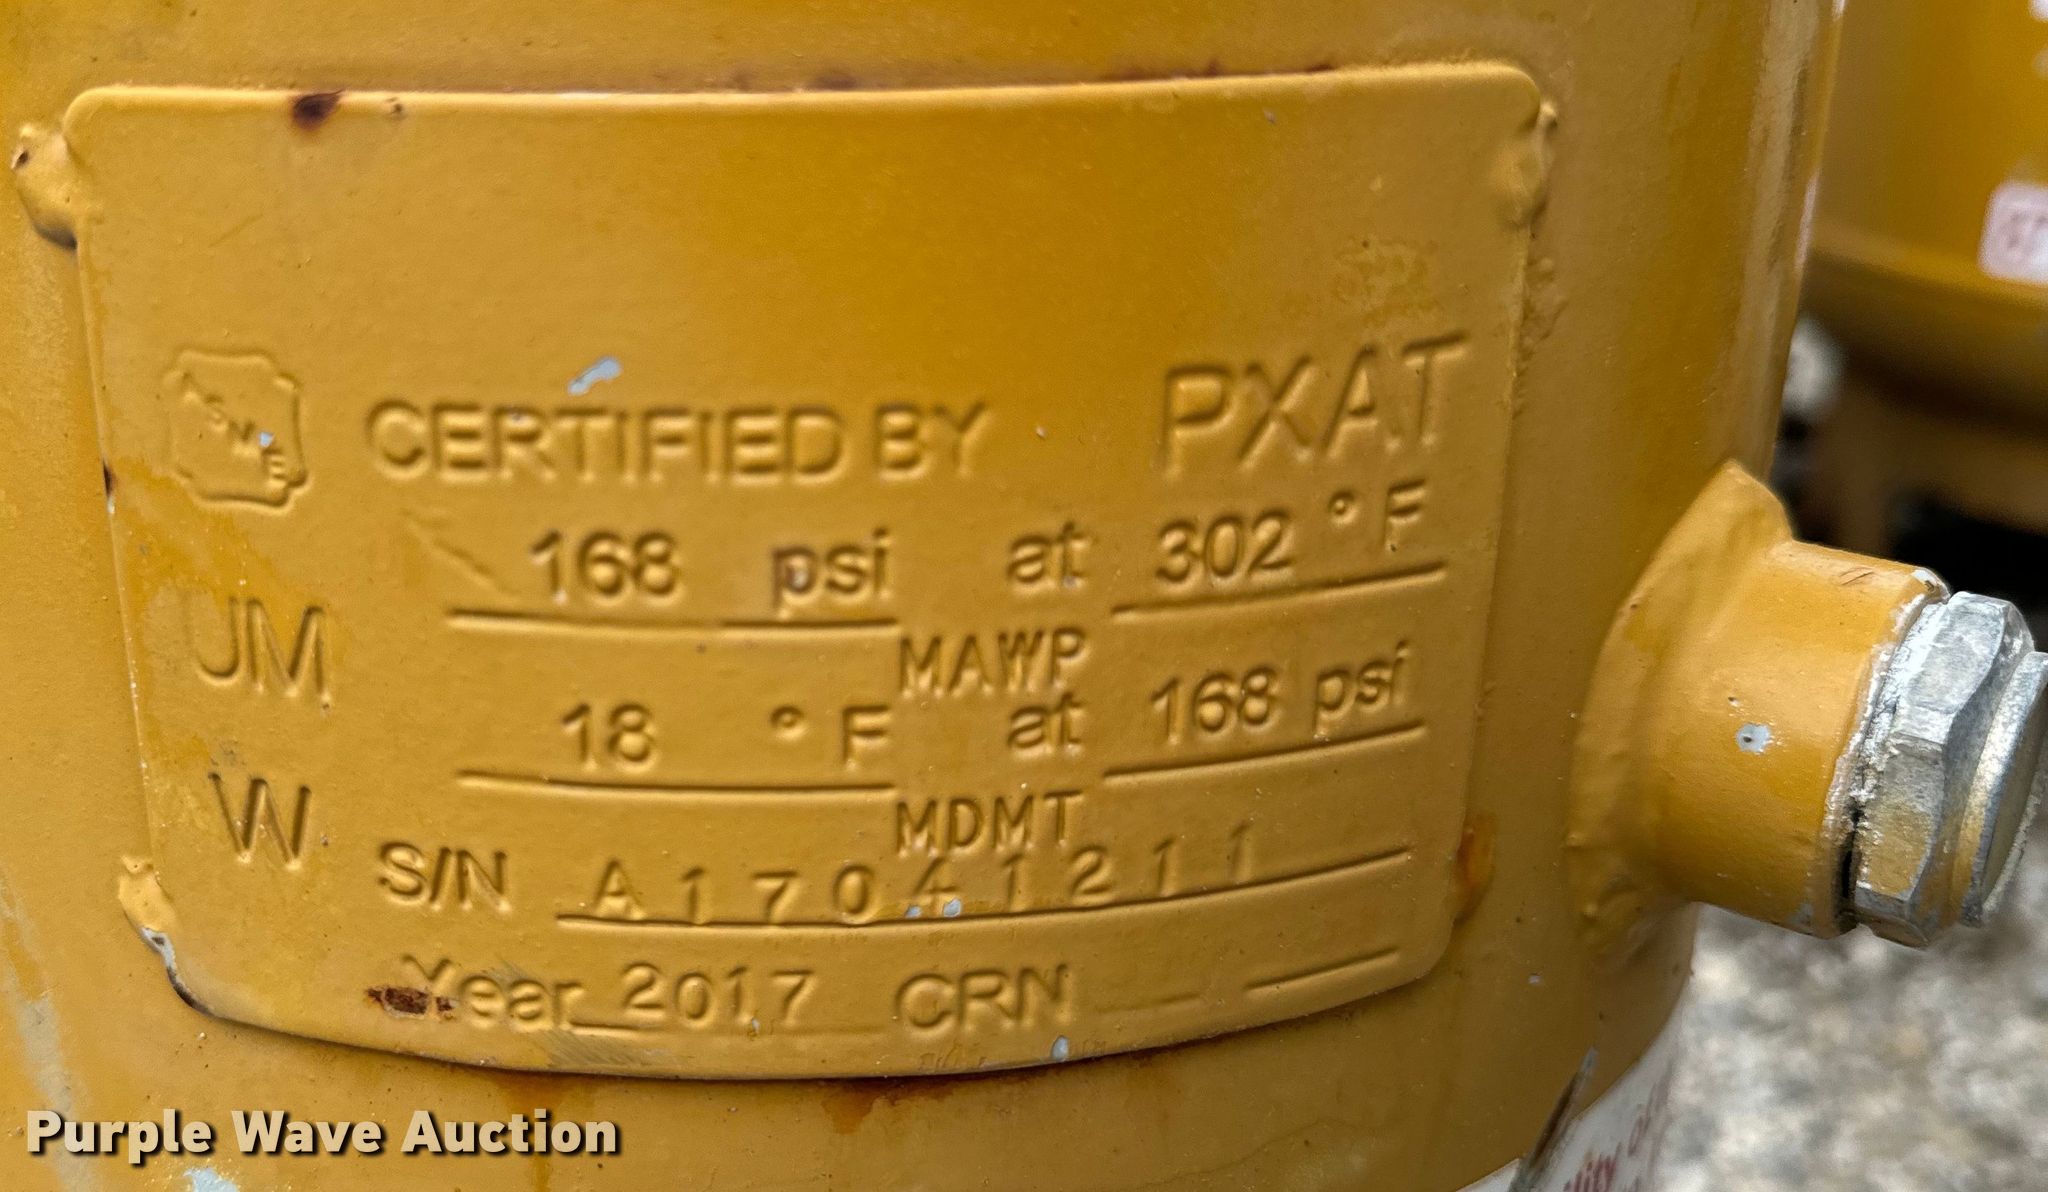 ASME CERTIFIED BY PXAT
168 psi at 302 °F
UM MAWP
18 °F at 168 psi
W MDMT
S/N A17041211
Year 2017 CRN
Purple Wave Auction